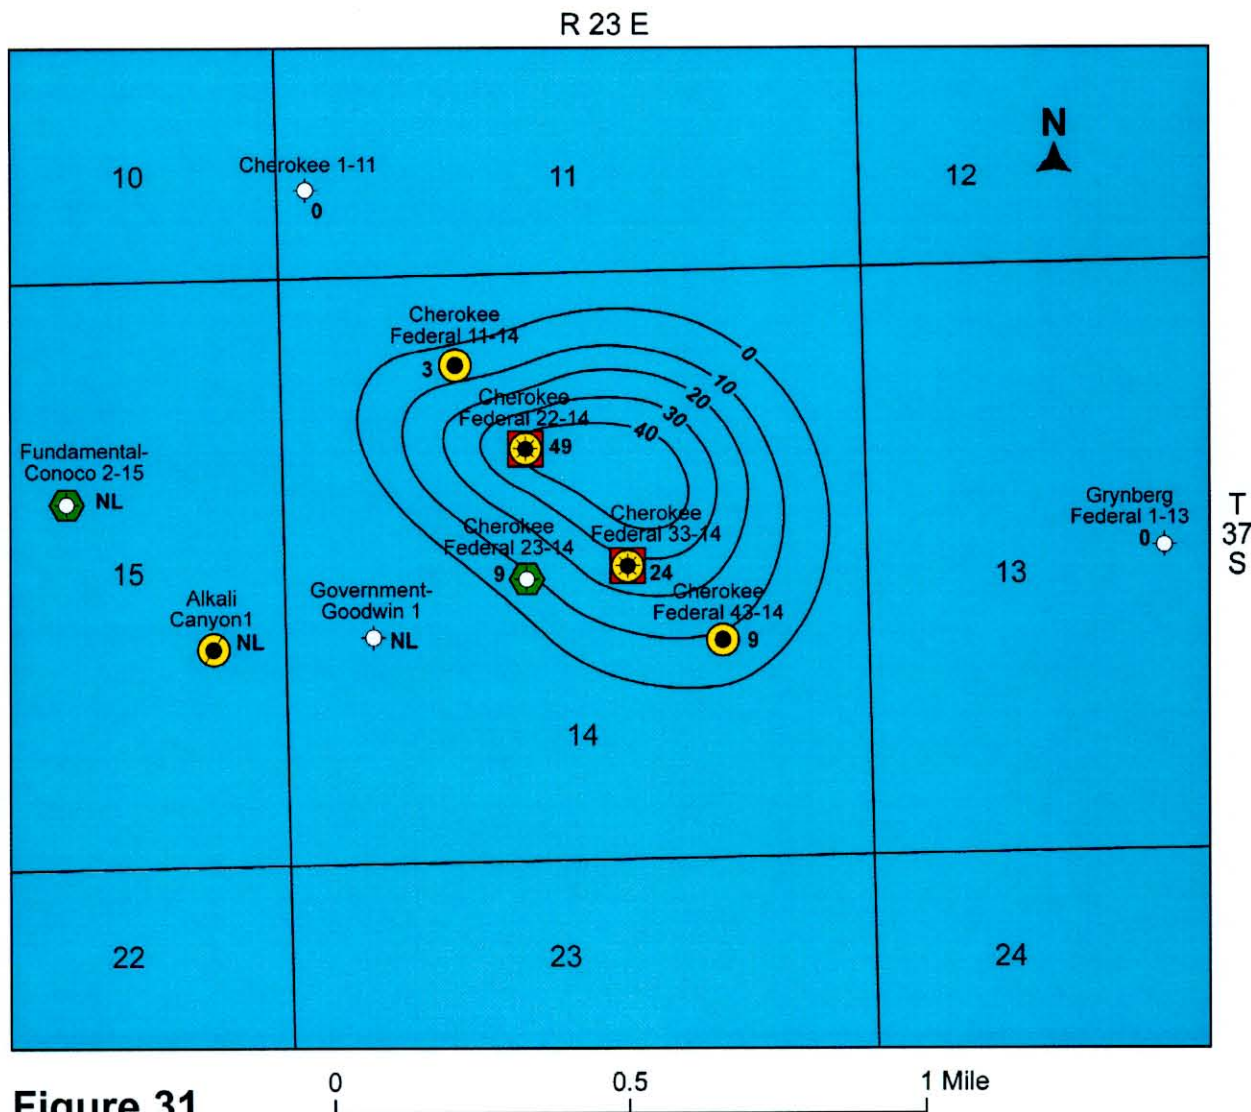 R 23 E
N
10
Cherokee 1-11
0
11
12
Cherokee
Federal 11-14
3
0
10
20
30
40
Cherokee
Federal 22-14
49
Fundamental-
Conoco 2-15
NL
Cherokee
Federal 33-14
24
Cherokee
Federal 23-14
9
Grynberg
Federal 1-13
0
T
37
S
15
13
Alkali
Canyon1
NL
Government-
Goodwin 1
NL
Cherokee
Federal 43-14
9
14
22
23
24
Figure 31
0 0.5 1 Mile